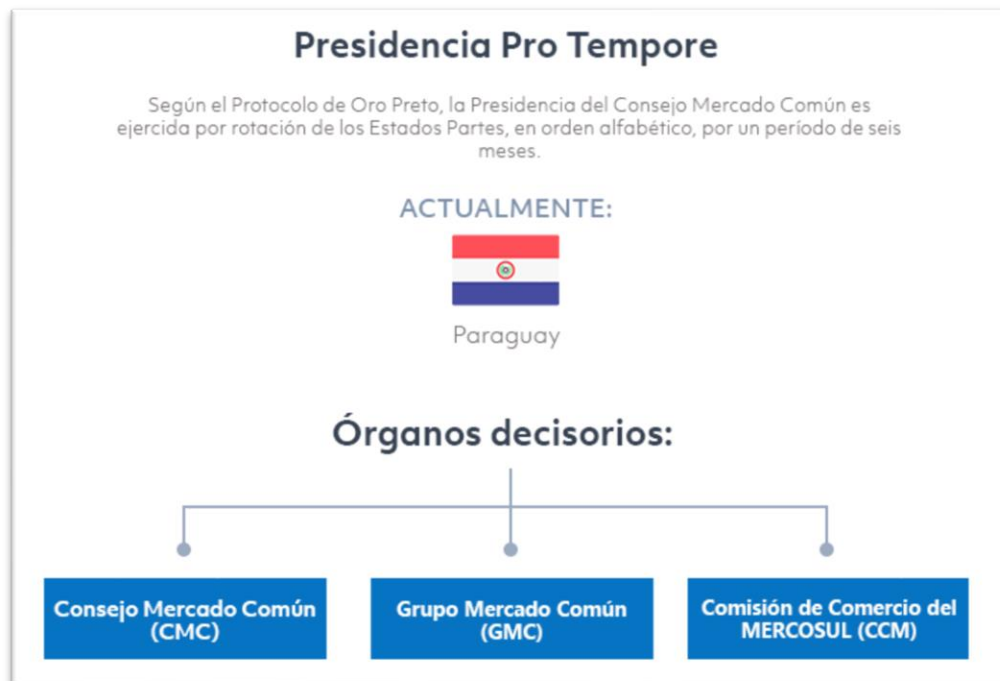 Presidencia Pro Tempore
Según el Protocolo de Oro Preto, la Presidencia del Consejo Mercado Común es
ejercida por rotación de los Estados Partes, en orden alfabético, por un período de seis
meses.
ACTUALMENTE:
Paraguay
Órganos decisorios:
Consejo Mercado Común
(CMC)
Grupo Mercado Común
(GMC)
Comisión de Comercio del
MERCOSUL (CCM)